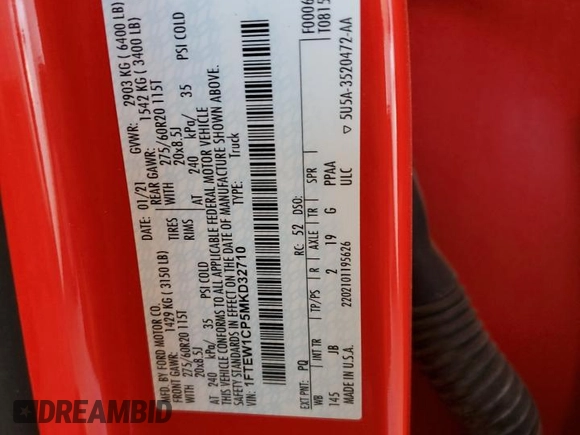 MFD. BY FORD MOTOR CO.
DATE: 01/21
GVWR: 2903 KG ( 6400 LB)
FRONT GAWR: 1429 KG ( 3150 LB)
REAR GAWR: 1542 KG ( 3400 LB)
WITH 275/60R20 115T TIRES WITH 275/60R20 115T
20x8.5J RIMS 20x8.5J
AT 240 kPa/ 35 PSI COLD AT 240 kPa/ 35 PSI COLD
THIS VEHICLE CONFORMS TO ALL APPLICABLE FEDERAL MOTOR VEHICLE
SAFETY STANDARDS IN EFFECT ON THE DATE OF MANUFACTURE SHOWN ABOVE.
VIN: 1FTEW1CP5MKD32710
TYPE: Truck
F0006
T0815
EXT PNT: PQ RC: 52 DSO:
WB INT TR TP/PS R AXLE TR SPR
145 JB 2 19 G PPAA
MADE IN U.S.A. 2202101195626 ULC
▽ 5U5A-3520472-AA
DREAMBID